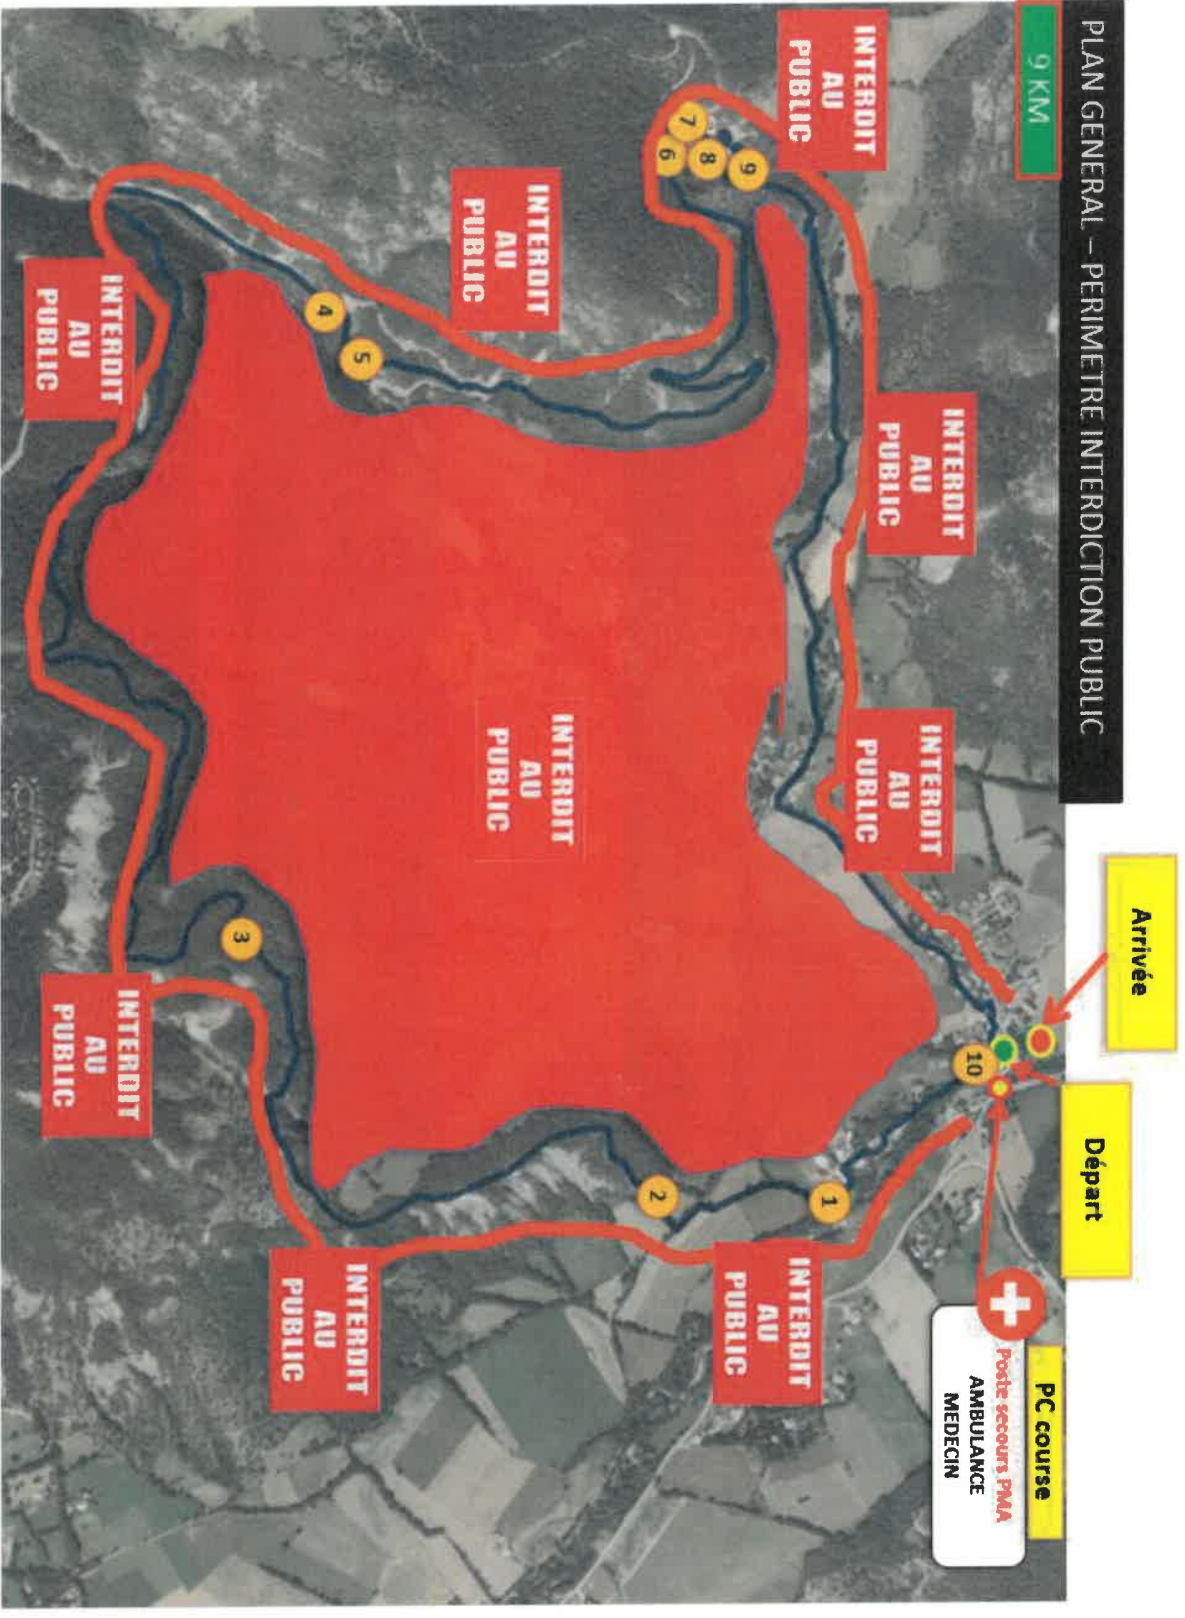 PLAN GENERAL – PERIMETRE INTERDICTION PUBLIC
9 KM
Arrivée
Départ
PC course
Poste secours PMA
AMBULANCE
MEDECIN
INTERDIT
AU
PUBLIC
INTERDIT
AU
PUBLIC
INTERDIT
AU
PUBLIC
INTERDIT
AU
PUBLIC
INTERDIT
AU
PUBLIC
INTERDIT
AU
PUBLIC
INTERDIT
AU
PUBLIC
INTERDIT
AU
PUBLIC
INTERDIT
AU
PUBLIC
1
2
3
4
5
6
7
8
9
10